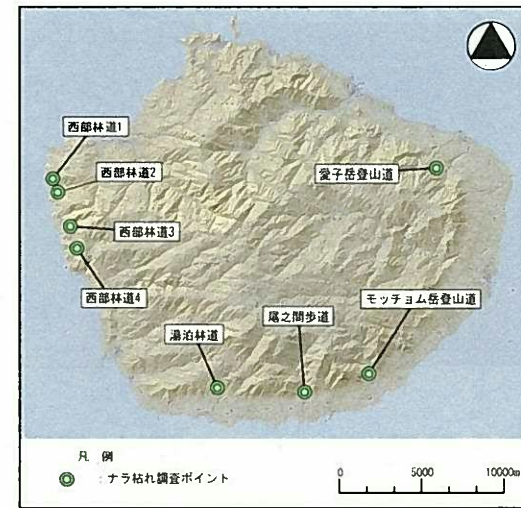 西部林道1
西部林道2
愛子岳登山道
西部林道3
西部林道4
モッチョム岳登山道
尾之間歩道
湯泊林道
凡 例
：ナラ枯れ調査ポイント
0 5000 10000m